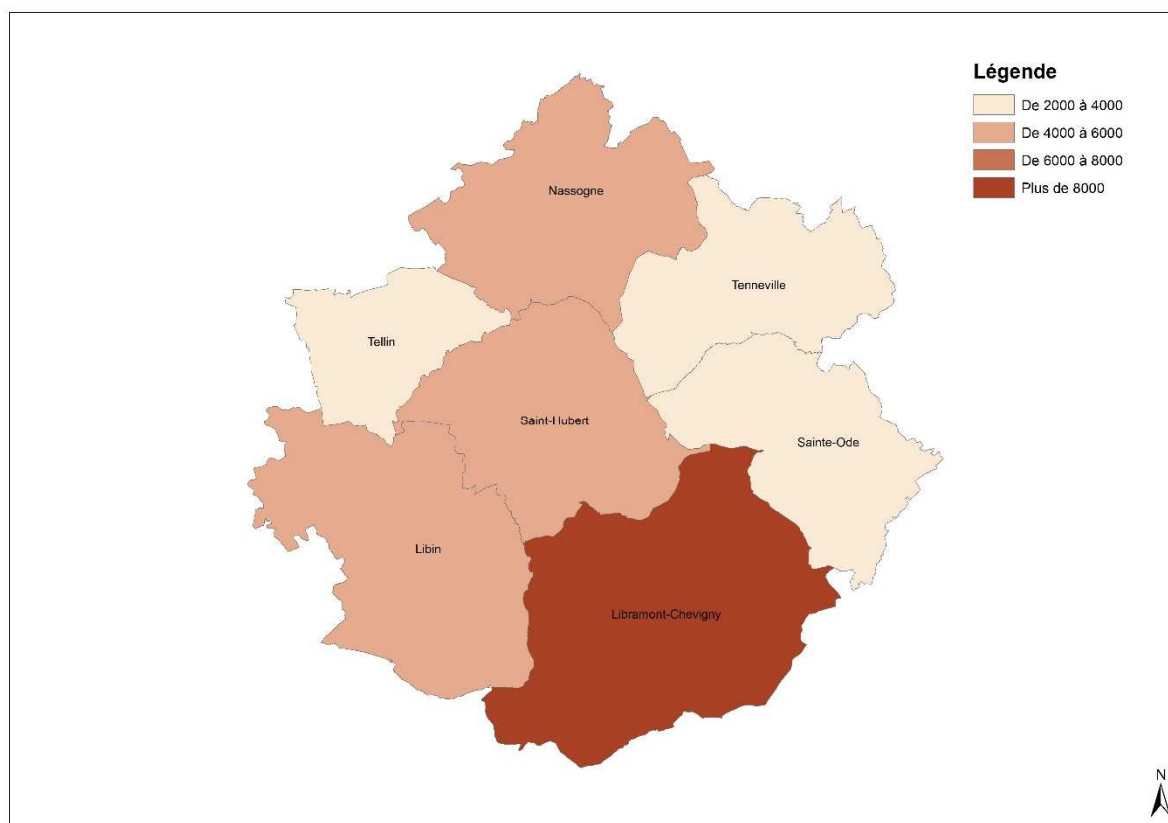 Légende
De 2000 à 4000
De 4000 à 6000
De 6000 à 8000
Plus de 8000
Nassogne
Tenneville
Tellin
Saint-Hubert
Sainte-Ode
Libin
Libramont-Chevigny
N